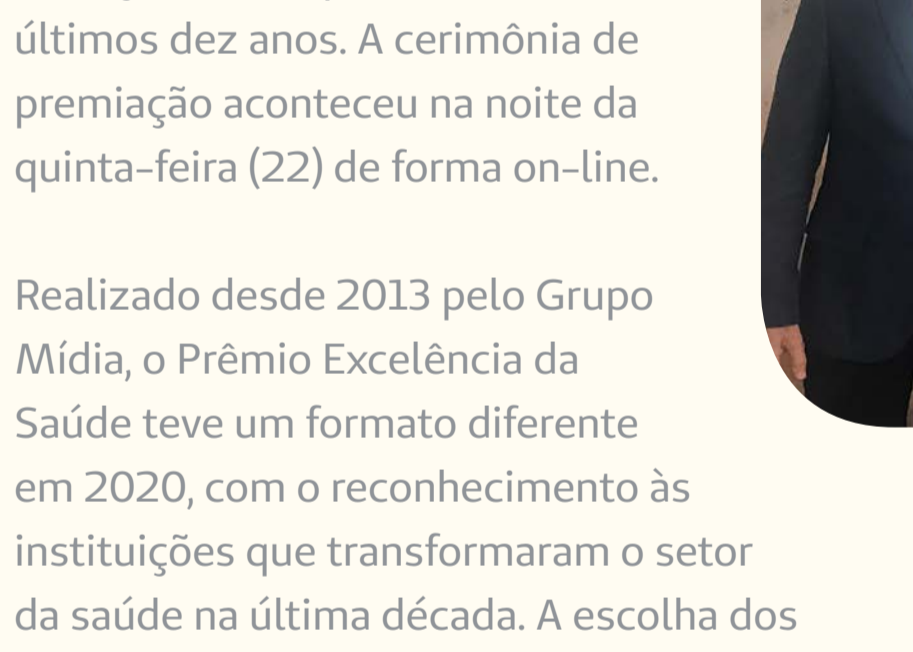 últimos dez anos. A cerimônia de
premiação aconteceu na noite da
quinta-feira (22) de forma on-line.
Realizado desde 2013 pelo Grupo
Mídia, o Prêmio Excelência da
Saúde teve um formato diferente
em 2020, com o reconhecimento às
instituições que transformaram o setor
da saúde na última década. A escolha dos